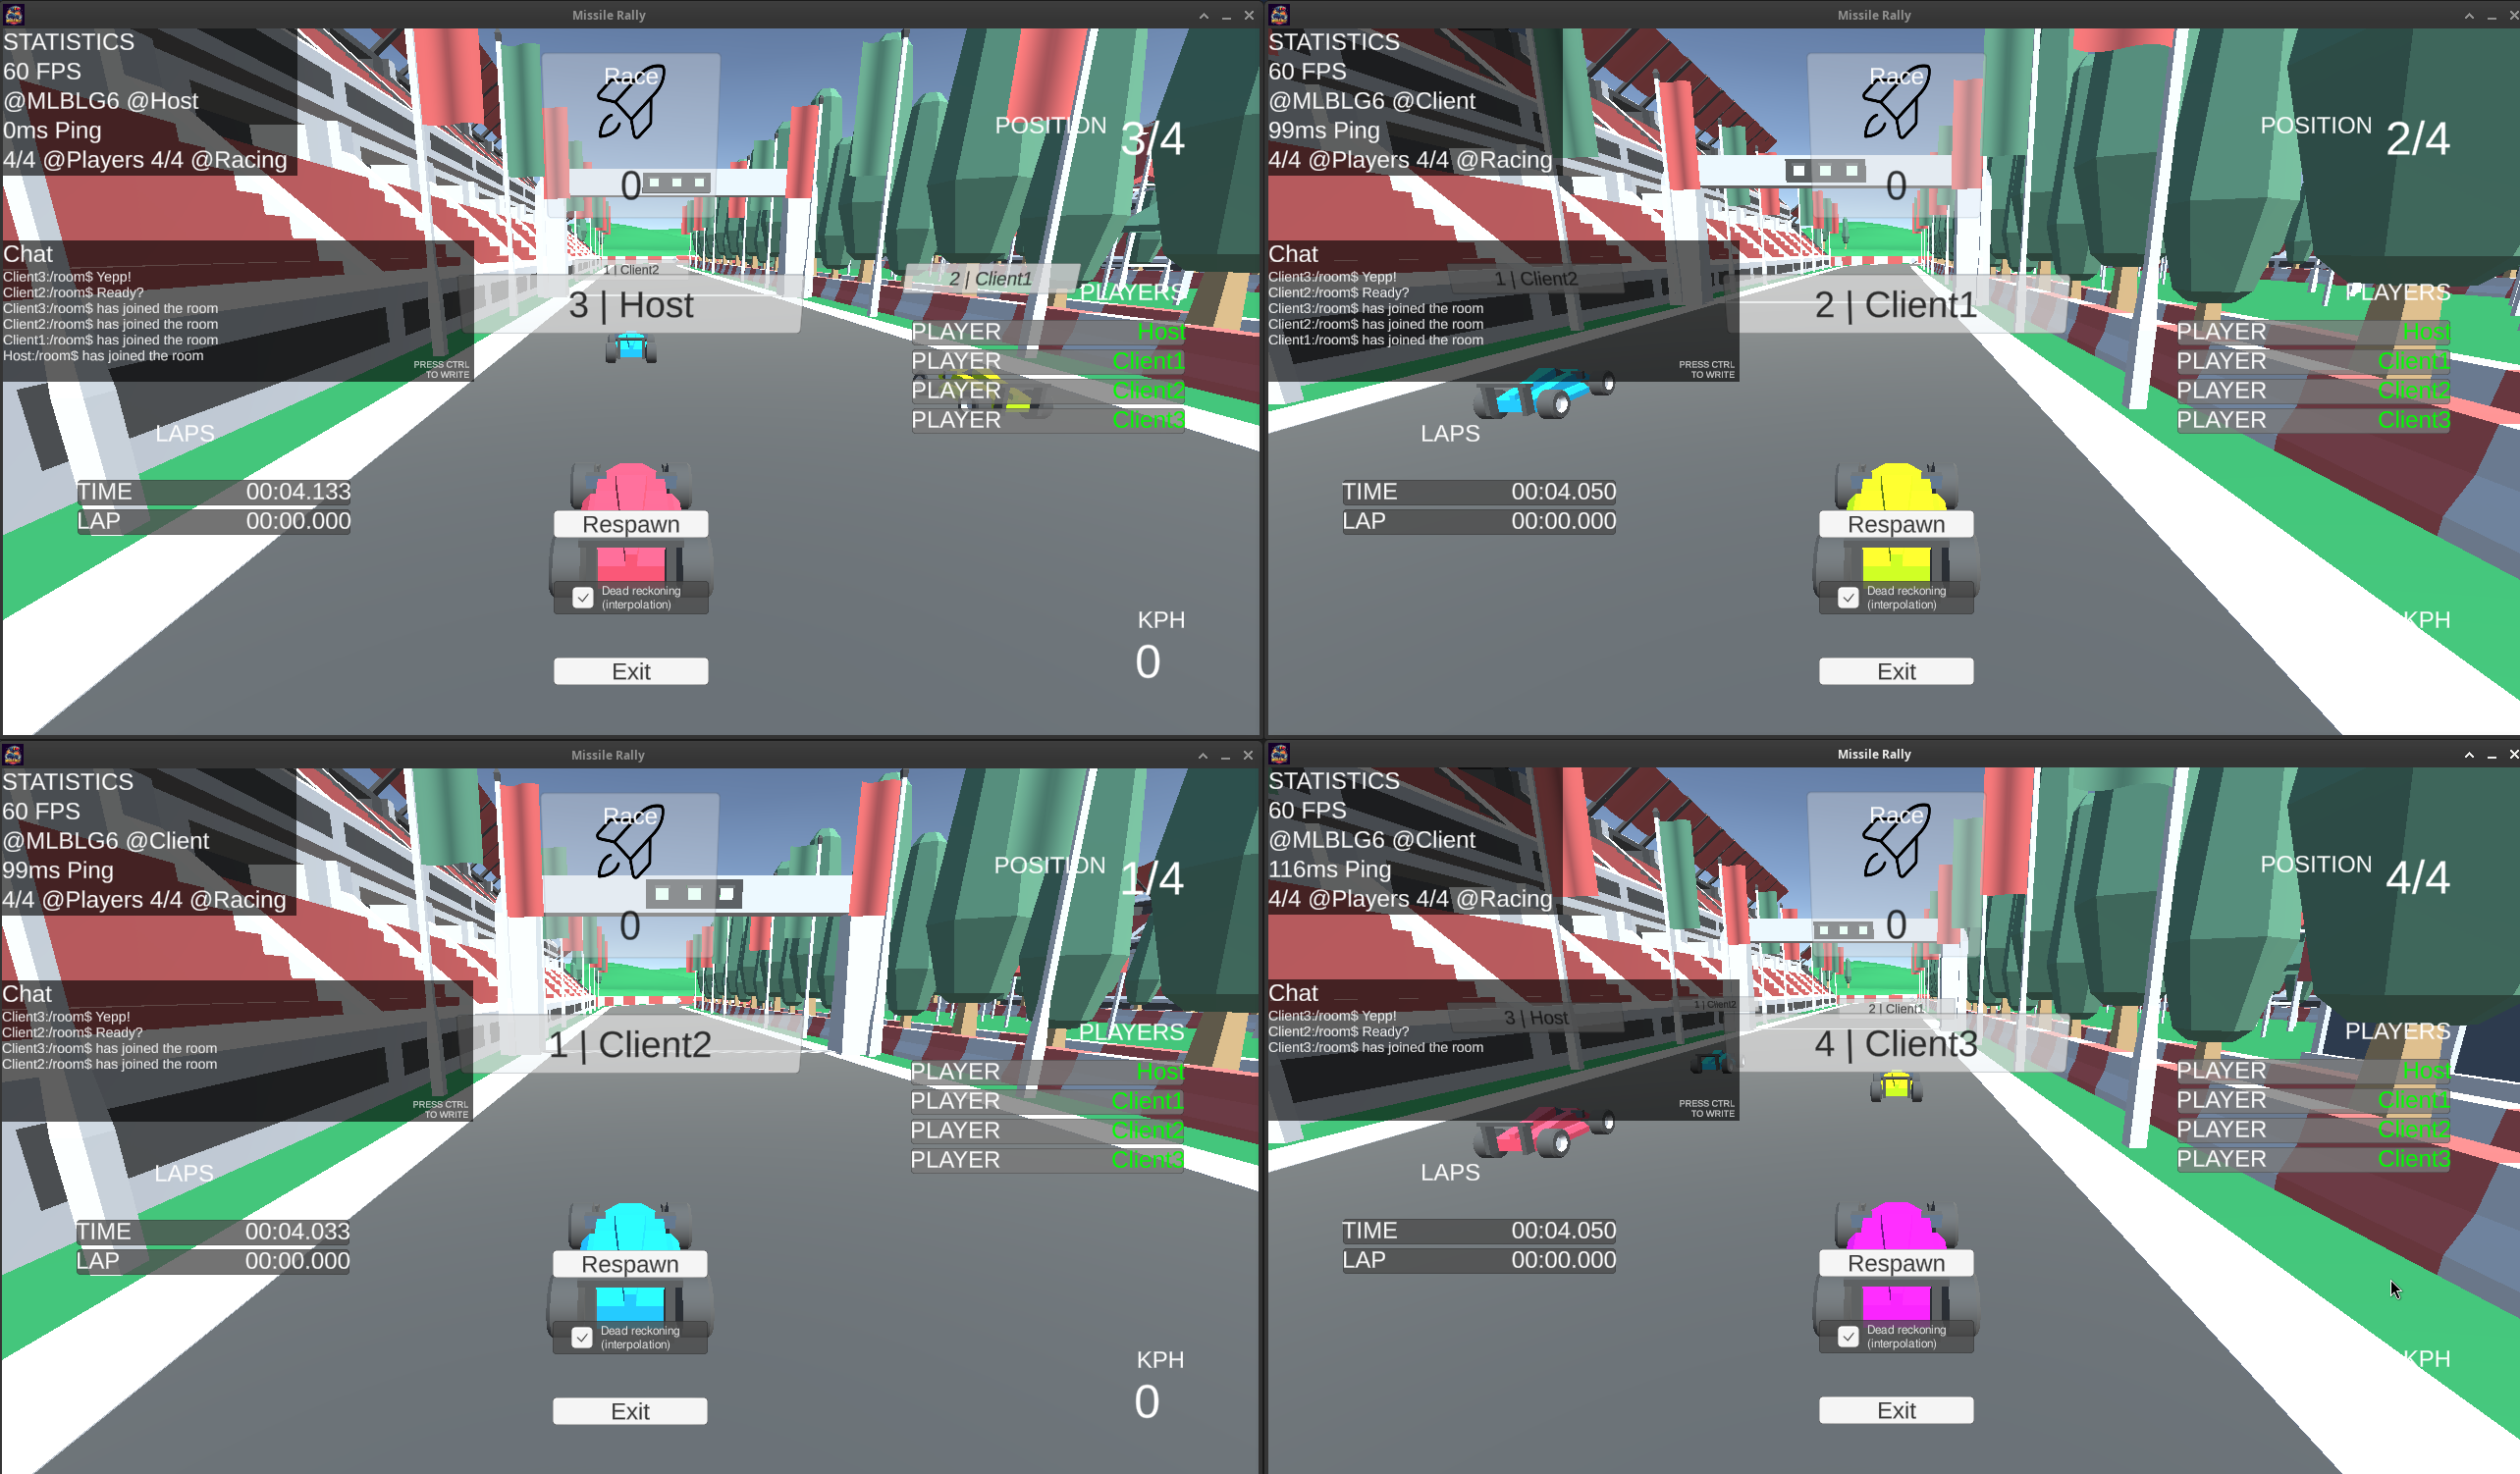 Missile Rally
STATISTICS
60 FPS
@MLBLG6 @Host
0ms Ping
4/4 @Players 4/4 @Racing
Race
0
POSITION 3/4
Chat
Client3:/room$ Yepp!
Client2:/room$ Ready?
Client3:/room$ has joined the room
Client2:/room$ has joined the room
Client1:/room$ has joined the room
Host:/room$ has joined the room
PRESS CTRL
TO WRITE
1 | Client2
3 | Host
2 | Client1
PLAYERS
PLAYER Host
PLAYER Client1
PLAYER Client2
PLAYER Client3
LAPS
TIME 00:04.133
LAP 00:00.000
Respawn
Dead reckoning
(interpolation)
Exit
KPH
0
Missile Rally
STATISTICS
60 FPS
@MLBLG6 @Client
99ms Ping
4/4 @Players 4/4 @Racing
Race
0
POSITION 2/4
Chat
Client3:/room$ Yepp!
Client2:/room$ Ready?
Client3:/room$ has joined the room
Client2:/room$ has joined the room
Client1:/room$ has joined the room
PRESS CTRL
TO WRITE
1 | Client2
2 | Client1
PLAYERS
PLAYER Host
PLAYER Client1
PLAYER Client2
PLAYER Client3
LAPS
TIME 00:04.050
LAP 00:00.000
Respawn
Dead reckoning
(interpolation)
Exit
KPH
Missile Rally
STATISTICS
60 FPS
@MLBLG6 @Client
99ms Ping
4/4 @Players 4/4 @Racing
Race
0
POSITION 1/4
Chat
Client3:/room$ Yepp!
Client2:/room$ Ready?
Client3:/room$ has joined the room
Client2:/room$ has joined the room
PRESS CTRL
TO WRITE
1 | Client2
PLAYERS
PLAYER Host
PLAYER Client1
PLAYER Client2
PLAYER Client3
LAPS
TIME 00:04.033
LAP 00:00.000
Respawn
Dead reckoning
(interpolation)
Exit
KPH
0
Missile Rally
STATISTICS
60 FPS
@MLBLG6 @Client
116ms Ping
4/4 @Players 4/4 @Racing
Race
0
POSITION 4/4
Chat
Client3:/room$ Yepp!
Client2:/room$ Ready?
Client3:/room$ has joined the room
PRESS CTRL
TO WRITE
3 | Host
1 | Client2
2 | Client1
4 | Client3
PLAYERS
PLAYER Host
PLAYER Client1
PLAYER Client2
PLAYER Client3
LAPS
TIME 00:04.050
LAP 00:00.000
Respawn
Dead reckoning
(interpolation)
Exit
KPH